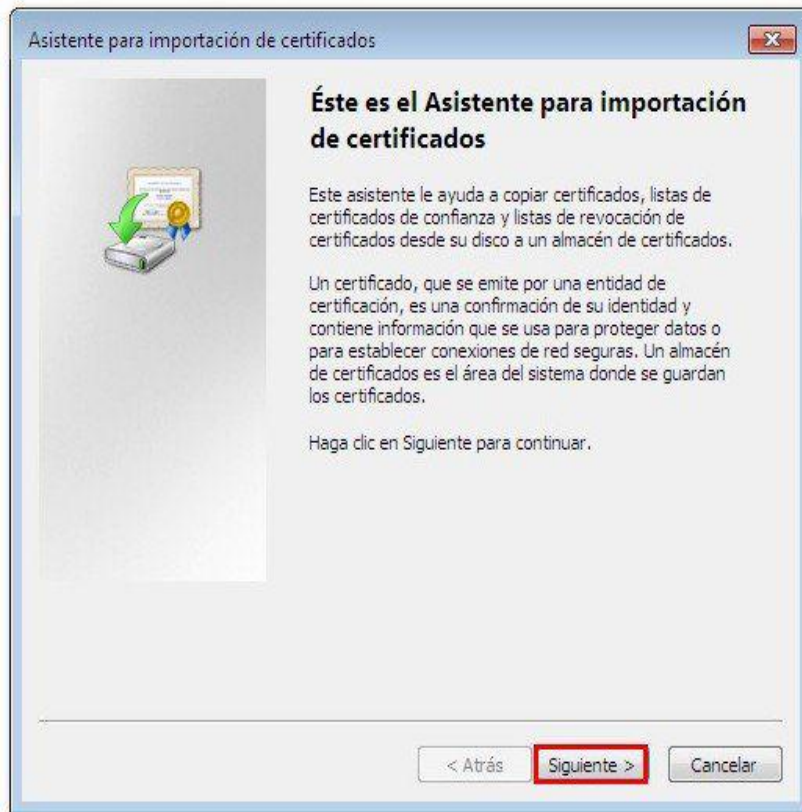 Asistente para importación de certificados
Éste es el Asistente para importación
de certificados
Este asistente le ayuda a copiar certificados, listas de
certificados de confianza y listas de revocación de
certificados desde su disco a un almacén de certificados.
Un certificado, que se emite por una entidad de
certificación, es una confirmación de su identidad y
contiene información que se usa para proteger datos o
para establecer conexiones de red seguras. Un almacén
de certificados es el área del sistema donde se guardan
los certificados.
Haga clic en Siguiente para continuar.
< Atrás Siguiente > Cancelar